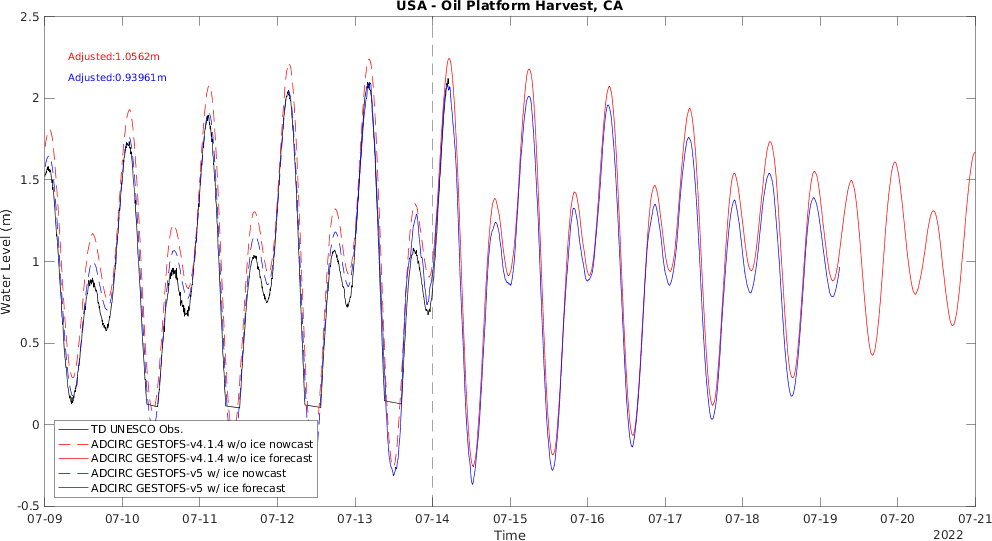 USA - Oil Platform Harvest, CA
2.5
Adjusted:1.0562m
Adjusted:0.93961m
2
1.5
1
0.5
0
-0.5
Water Level (m)
TD UNESCO Obs.
ADCIRC GESTOFS-v4.1.4 w/o ice nowcast
ADCIRC GESTOFS-v4.1.4 w/o ice forecast
ADCIRC GESTOFS-v5 w/ ice nowcast
ADCIRC GESTOFS-v5 w/ ice forecast
07-09 07-10 07-11 07-12 07-13 07-14 07-15 07-16 07-17 07-18 07-19 07-20 07-21
Time
2022